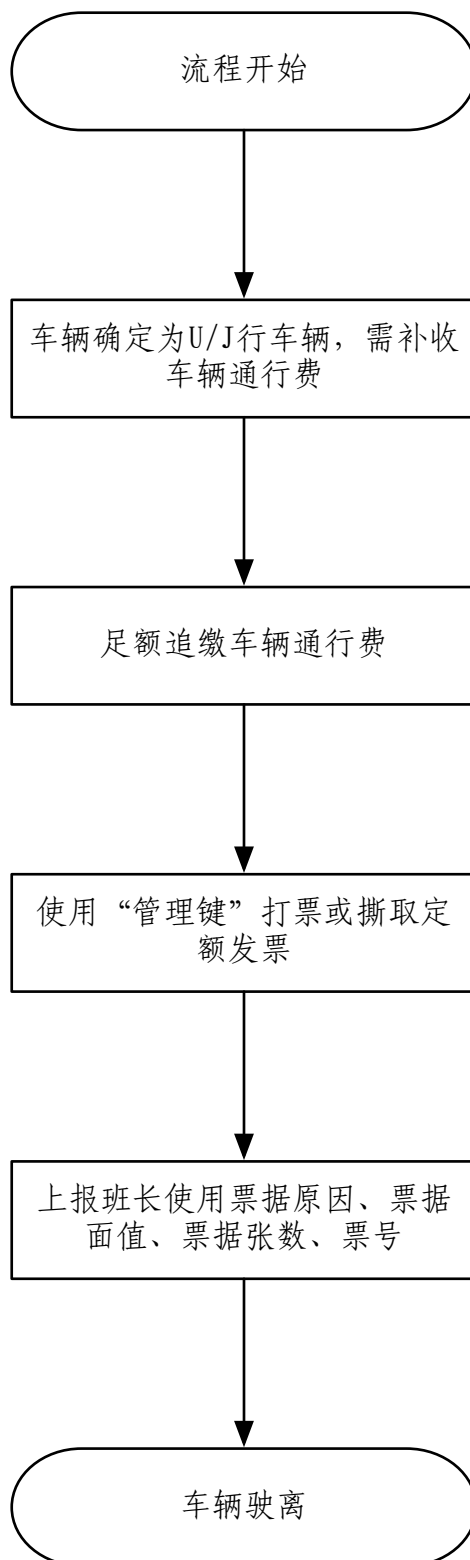 流程开始
车辆确定为U/J行车辆，需补收
车辆通行费
足额追缴车辆通行费
使用“管理键”打票或撕取定
额发票
上报班长使用票据原因、票据
面值、票据张数、票号
车辆驶离